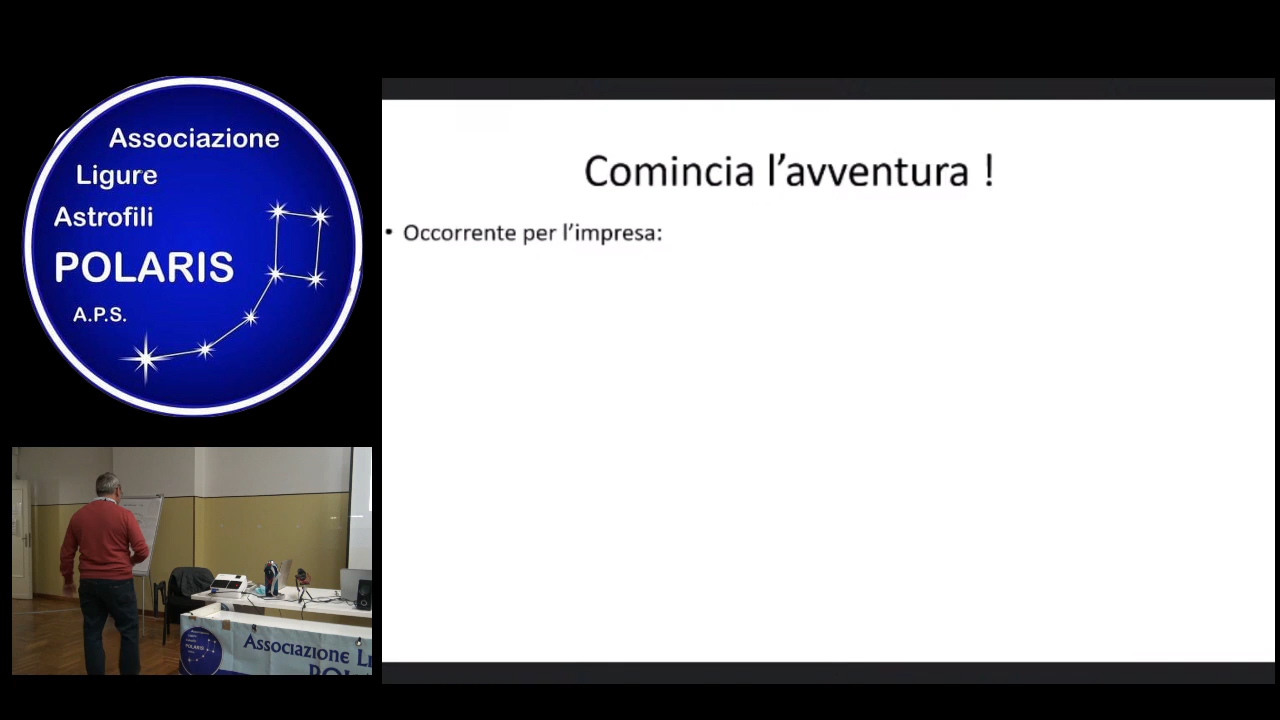 Associazione
Ligure
Astrofili
POLARIS
A.P.S.
Comincia l’avventura !
• Occorrente per l’impresa:
Associazione
POLARIS